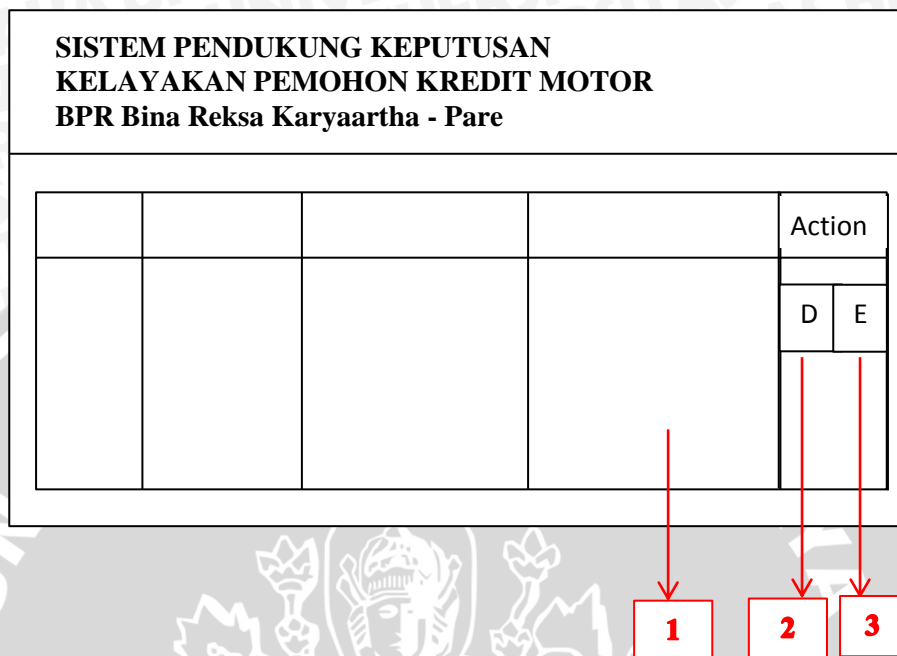 SISTEM PENDUKUNG KEPUTUSAN
KELAYAKAN PEMOHON KREDIT MOTOR
BPR Bina Reksa Karyaartha - Pare
Action
D E
1 2 3